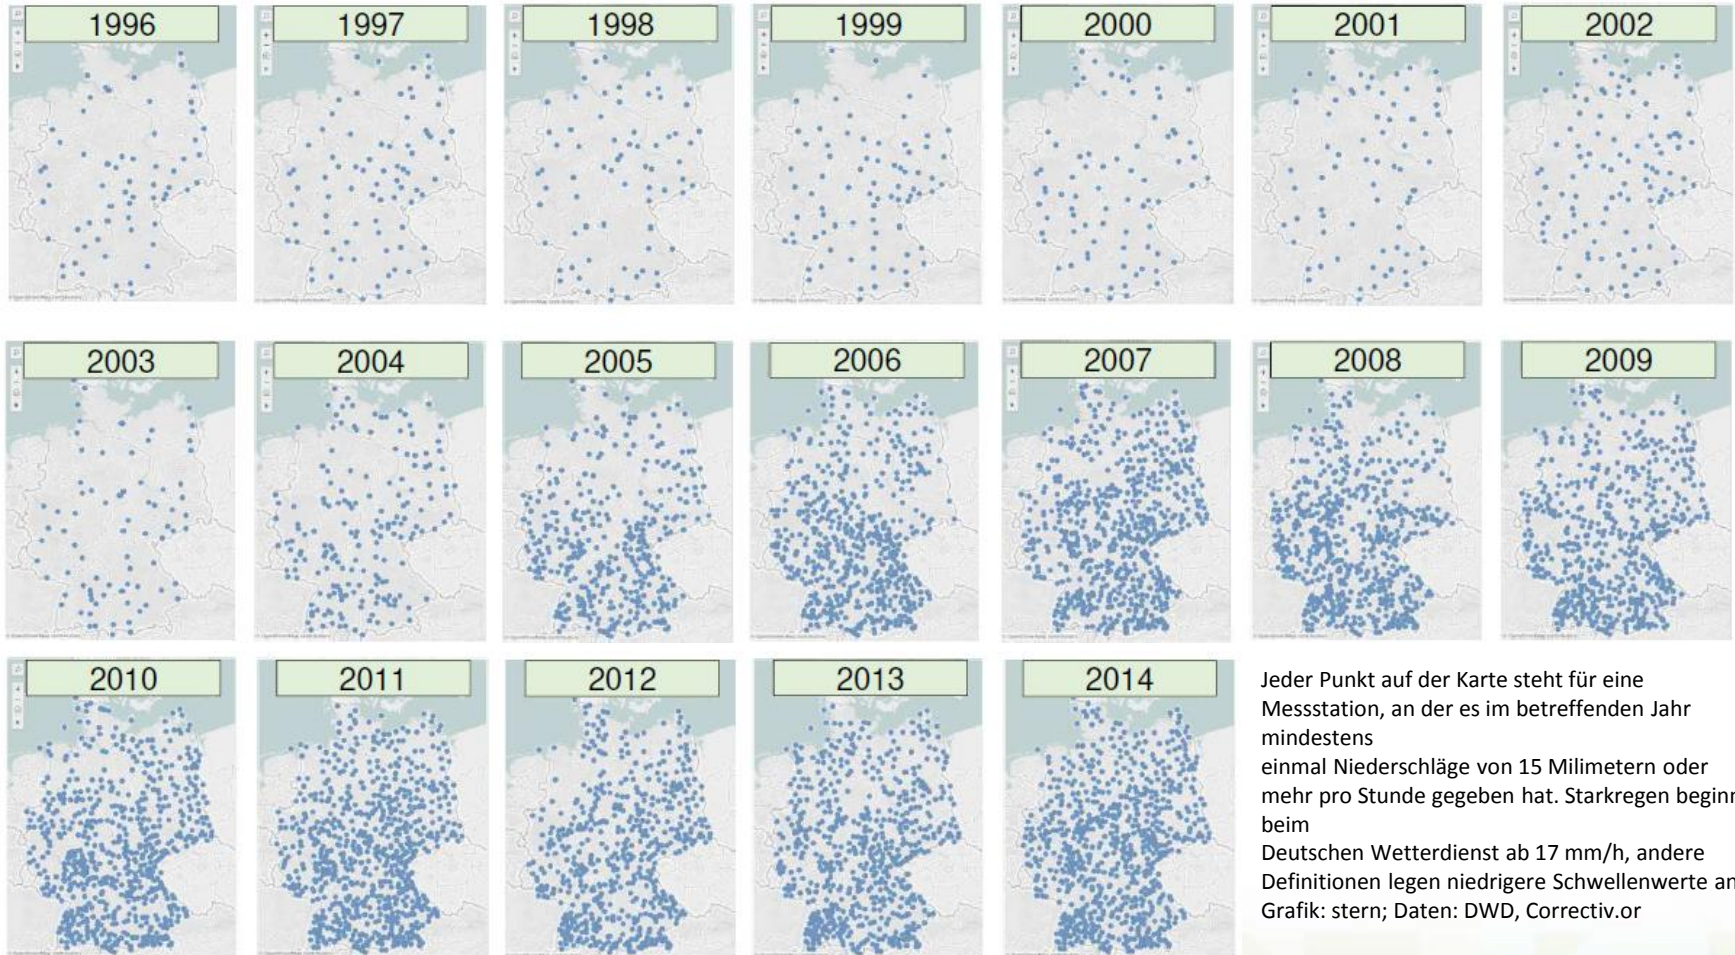 1996
1997
1998
1999
2000
2001
2002
2003
2004
2005
2006
2007
2008
2009
2010
2011
2012
2013
2014
Jeder Punkt auf der Karte steht für eine
Messstation, an der es im betreffenden Jahr
mindestens
einmal Niederschläge von 15 Milimetern oder
mehr pro Stunde gegeben hat. Starkregen beginn
beim
Deutschen Wetterdienst ab 17 mm/h, andere
Definitionen legen niedrigere Schwellenwerte an
Grafik: stern; Daten: DWD, Correctiv.or